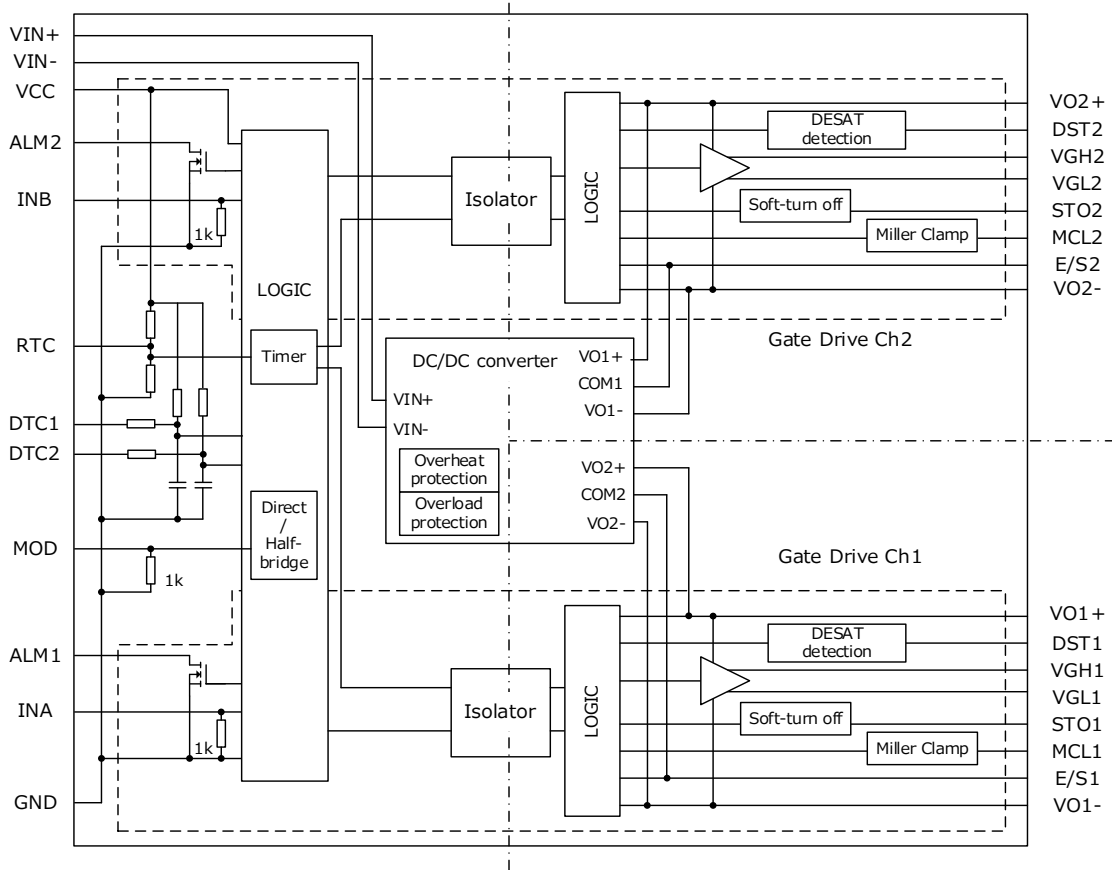 VIN+
VIN-
VCC
ALM2
INB
RTC
DTC1
DTC2
MOD
ALM1
INA
GND
1k
1k
1k
LOGIC
Timer
Direct
/
Half-
bridge
Isolator
Isolator
DC/DC converter
VIN+
VIN-
Overheat
protection
Overload
protection
VO1+
COM1
VO1-
VO2+
COM2
VO2-
LOGIC
DESAT
detection
Soft-turn off
Miller Clamp
Gate Drive Ch2
Gate Drive Ch1
LOGIC
DESAT
detection
Soft-turn off
Miller Clamp
VO2+
DST2
VGH2
VGL2
STO2
MCL2
E/S2
VO2-
VO1+
DST1
VGH1
VGL1
STO1
MCL1
E/S1
VO1-